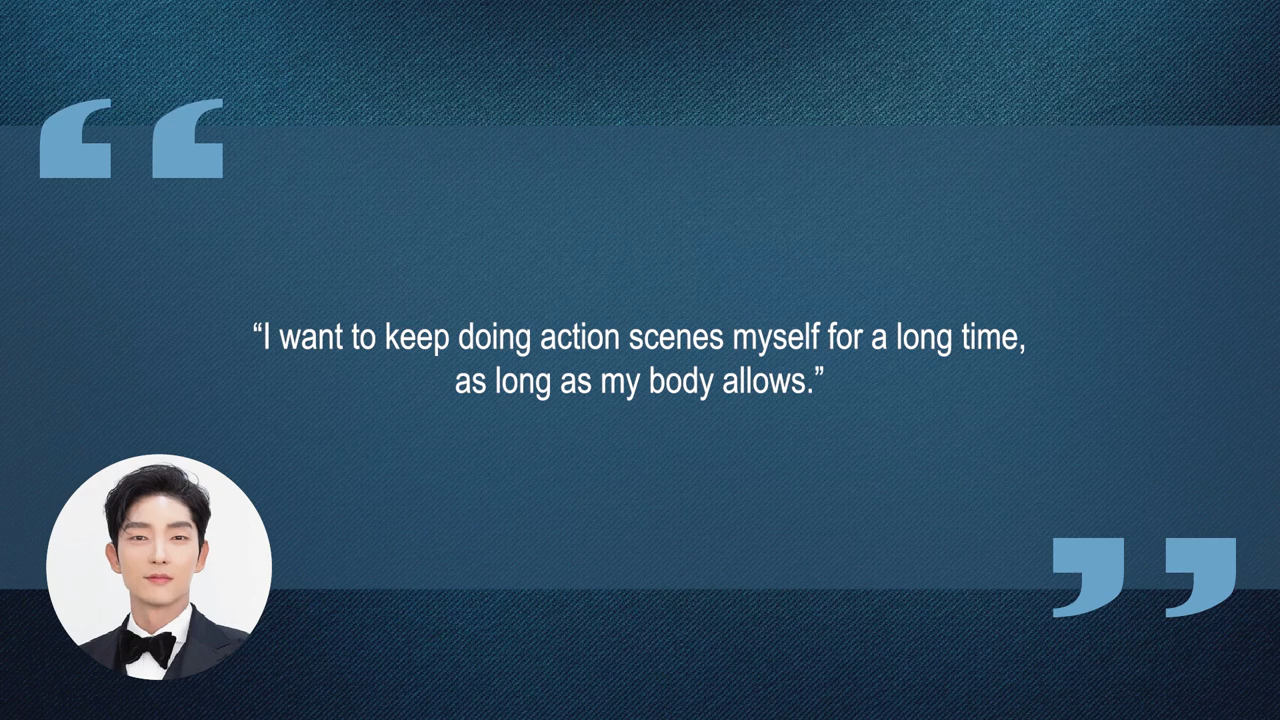 “I want to keep doing action scenes myself for a long time,
as long as my body allows.”